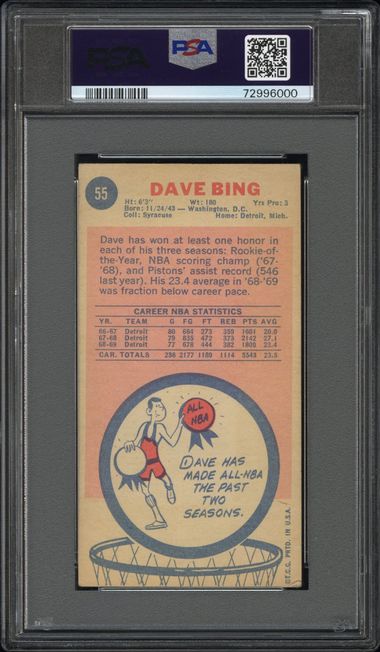 PSA
PSA
72996000
55
DAVE BING
Ht: 6'3" Wt: 180 Yrs Pro: 3
Born: 11/24/43 — Washington, D.C.
Coll: Syracuse Home: Detroit, Mich.
Dave has won at least one honor in
each of his three seasons: Rookie-of-
the-Year, NBA scoring champ ('67-
'68), and Pistons' assist record (546
last year). His 23.4 average in '68-'69
was fraction below career pace.
CAREER NBA STATISTICS
YR. TEAM G FG FT REB PTS AVG
66-67 Detroit 80 664 273 359 1601 20.0
67-68 Detroit 79 835 472 373 2142 27.1
68-69 Detroit 77 678 444 382 1800 23.4
CAR. TOTALS 236 2177 1189 1114 5543 23.5
ALL
NBA
DAVE HAS
MADE ALL-NBA
THE PAST
TWO
SEASONS.
©T.C.C. PRTD. IN U.S.A.